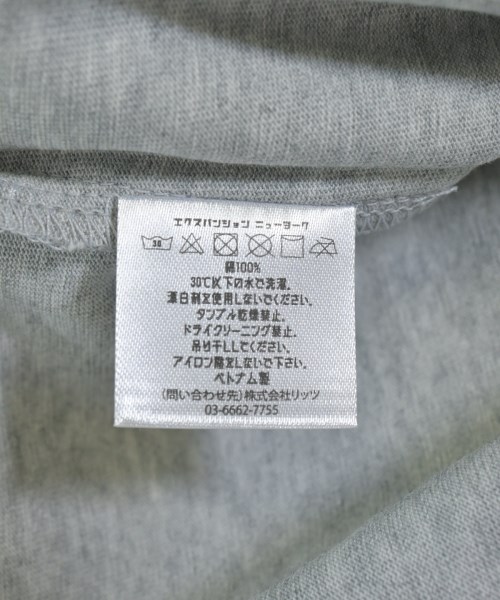 エクスパンション ニューヨーク
30
綿100%
30℃以下の水で洗濯。
漂白剤を使用しないでください。
タンブル乾燥禁止。
ドライクリーニング禁止。
吊り干ししてください。
アイロン掛をしないで下さい。
ベトナム製
(問い合わせ先)株式会社リッツ
03-6662-7755